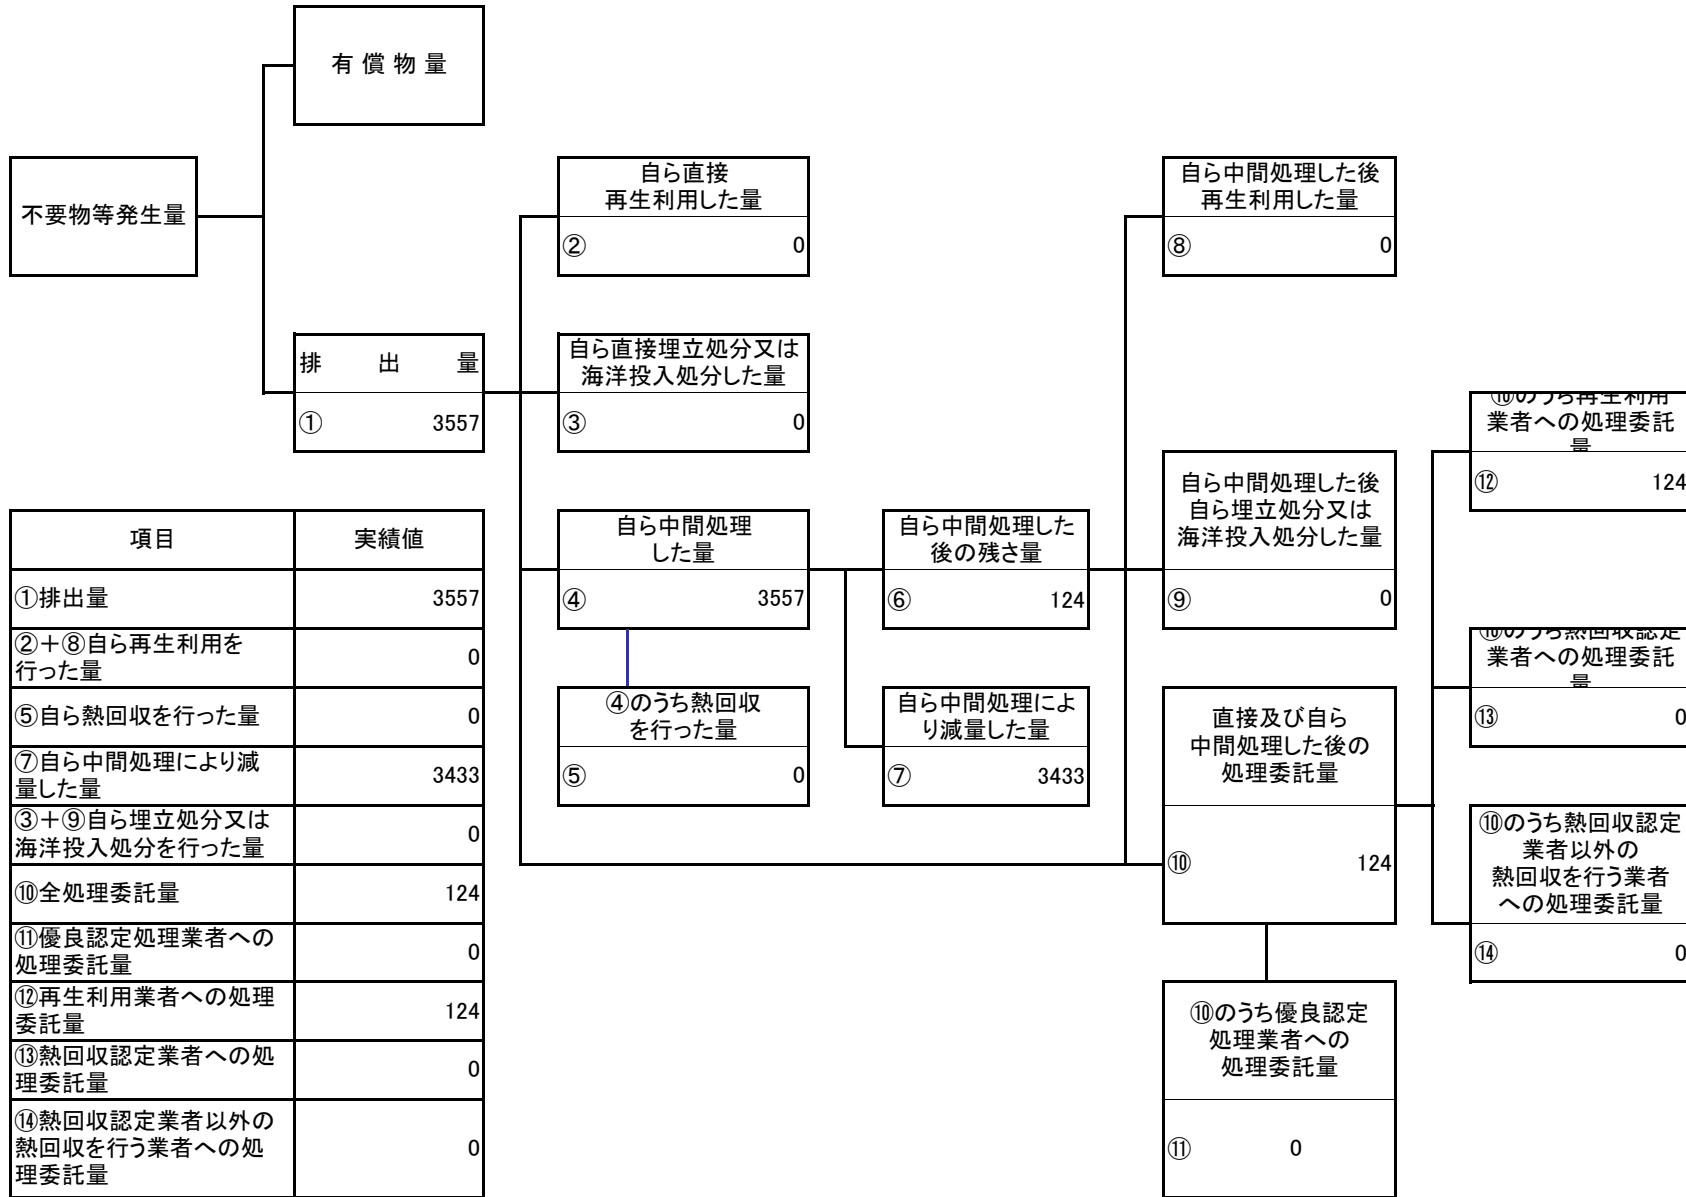 有償物量
不要物等発生量
自ら直接
再生利用した量
② 0
自ら中間処理した後
再生利用した量
⑧ 0
排出量
① 3557
自ら直接埋立処分又は
海洋投入処分した量
③ 0
⑩のうち再生利用
業者への処理委託
量
⑫ 124
自ら中間処理した後
自ら埋立処分又は
海洋投入処分した量
⑨ 0
自ら中間処理
した量
④ 3557
自ら中間処理した
後の残さ量
⑥ 124
⑩のうち熱回収認定
業者への処理委託
量
⑬ 0
④のうち熱回収
を行った量
⑤ 0
自ら中間処理によ
り減量した量
⑦ 3433
直接及び自ら
中間処理した後の
処理委託量
⑩ 124
⑩のうち熱回収認定
業者以外の
熱回収を行う業者
への処理委託量
⑭ 0
⑩のうち優良認定
処理業者への
処理委託量
⑪ 0
項目 実績値
①排出量 3557
②+⑧自ら再生利用を
行った量 0
⑤自ら熱回収を行った量 0
⑦自ら中間処理により減
量した量 3433
③+⑨自ら埋立処分又は
海洋投入処分を行った量 0
⑩全処理委託量 124
⑪優良認定処理業者への
処理委託量 0
⑫再生利用業者への処理
委託量 124
⑬熱回収認定業者への処
理委託量 0
⑭熱回収認定業者以外の
熱回収を行う業者への処
理委託量 0